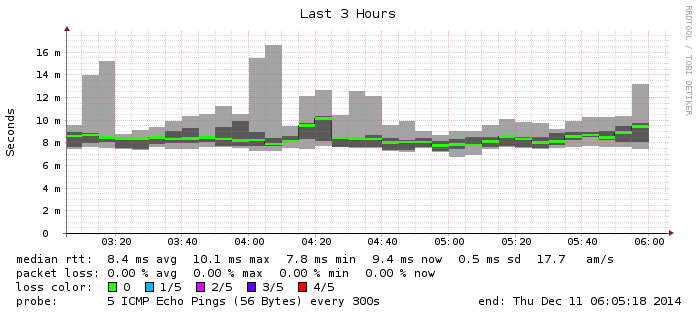 Last 3 Hours
RRDTOOL / TOBI OETIKER
Seconds
16 m
14 m
12 m
10 m
8 m
6 m
4 m
2 m
0
03:20 03:40 04:00 04:20 04:40 05:00 05:20 05:40 06:00
median rtt: 8.4 ms avg 10.1 ms max 7.8 ms min 9.4 ms now 0.5 ms sd 17.7 am/s
packet loss: 0.00 % avg 0.00 % max 0.00 % min 0.00 % now
loss color: 0 1/5 2/5 3/5 4/5
probe: 5 ICMP Echo Pings (56 Bytes) every 300s end: Thu Dec 11 06:05:18 2014